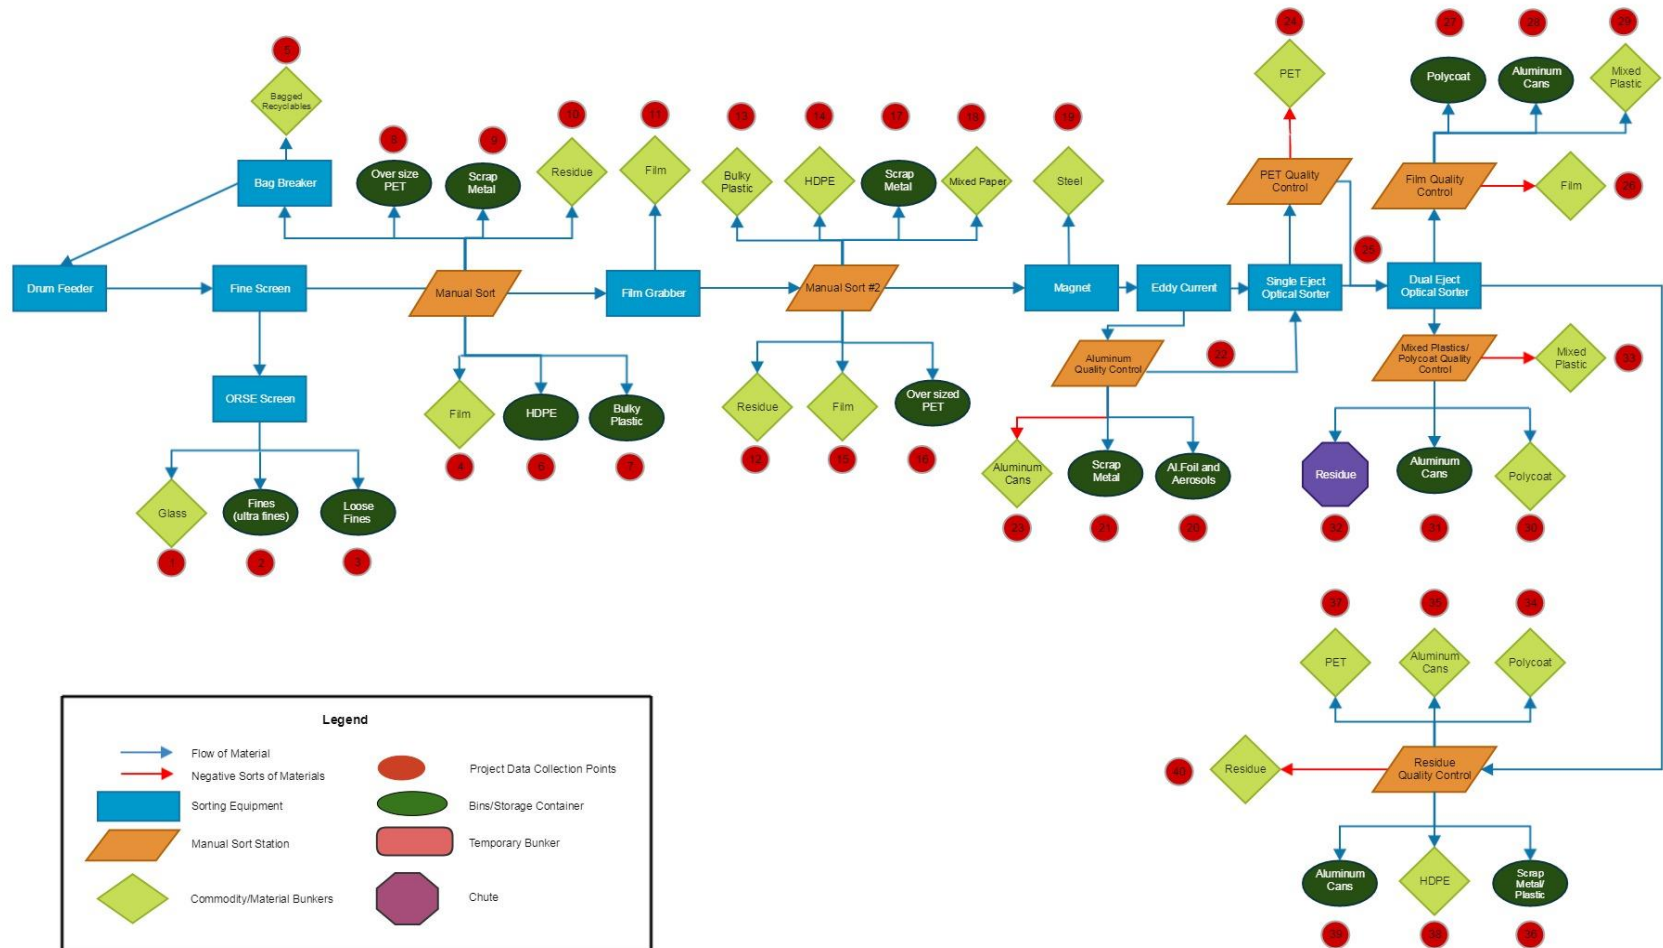 24
27
28
29
5
PET
Polycoat
Aluminum
Cans
Mixed
Plastic
Bagged
Recyclables
8
9
10
11
13
14
17
18
19
Bag Breaker
Over size
PET
Scrap
Metal
Residue
Film
Bulky
Plastic
HDPE
Scrap
Metal
Mixed Paper
Steel
PET Quality
Control
Film Quality
Control
Film
26
25
Drum Feeder
Fine Screen
Manual Sort
Film Grabber
Manual Sort #2
Magnet
Eddy Current
Single Eject
Optical Sorter
Dual Eject
Optical Sorter
22
Aluminum
Quality Control
Mixed Plastics/
Polycoat Quality
Control
Mixed
Plastic
33
ORSE Screen
Film
HDPE
Bulky
Plastic
Residue
Film
Over sized
PET
4
6
7
12
15
16
Aluminum
Cans
Scrap
Metal
Al.Foil and
Aerosols
Residue
Aluminum
Cans
Polycoat
Glass
Fines
(ultra fines)
Loose
Fines
23
21
20
32
31
30
1
2
3
37
35
34
PET
Aluminum
Cans
Polycoat
40
Residue
Residue
Quality Control
Aluminum
Cans
HDPE
Scrap
Metal/
Plastic
39
38
36
Legend
Flow of Material
Negative Sorts of Materials
Project Data Collection Points
Sorting Equipment
Bins/Storage Container
Manual Sort Station
Temporary Bunker
Commodity/Material Bunkers
Chute